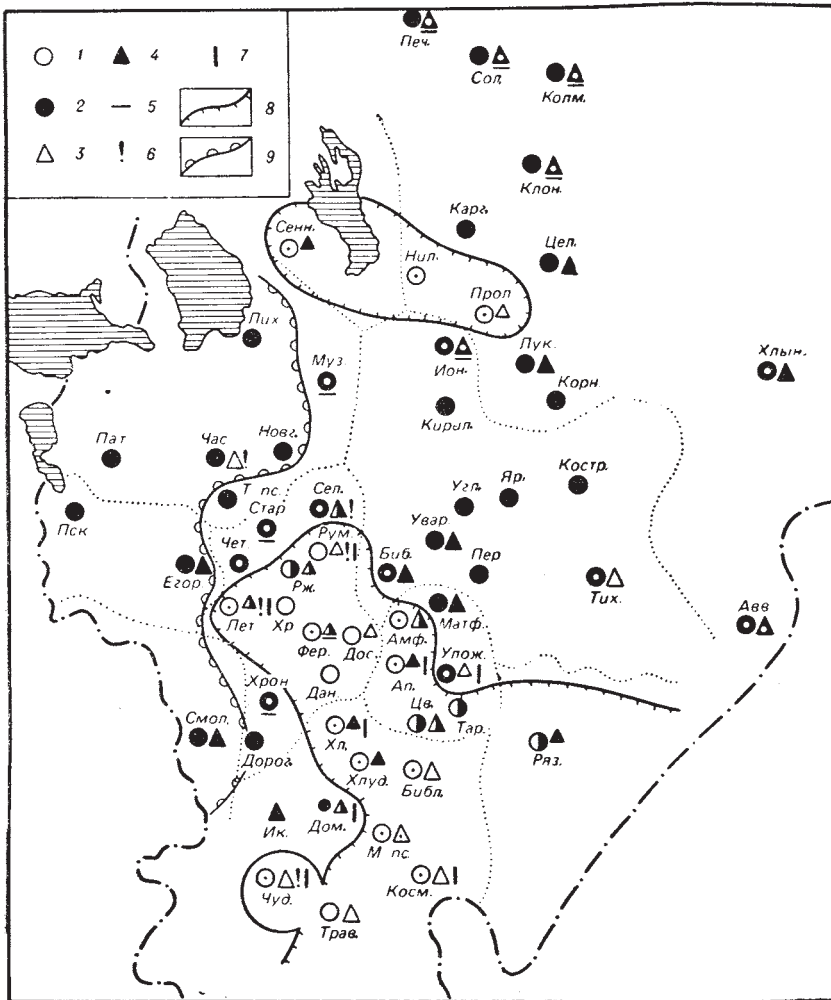 Печ.
Сол.
Колм.
1 4 7
2 5 8
3 6 9
Клон.
Карг.
Сенн.
Цел.
Нил.
Прол
Пих
Муз.
Ион.
Лук.
Хлын.
Корн.
Кирил.
Новг.
Пат
Час
Костр.
Т пс.
Яр.
Угл.
Сел.
Пск
Стар
Увар.
Рум.
Чет.
Биб.
Пер
Егор
Рж.
Тих.
Лет
Хр
Матф.
Авв
Амф.
Фер.
Дос.
Упож.
Ап.
Дан.
Хрон
Цв.
Тар.
Смол.
Хл.
Дорог.
Ряз.
Хлуд.
Библ.
Ик.
Дом.
М пс.
Чуд.
Косм.
Трав.